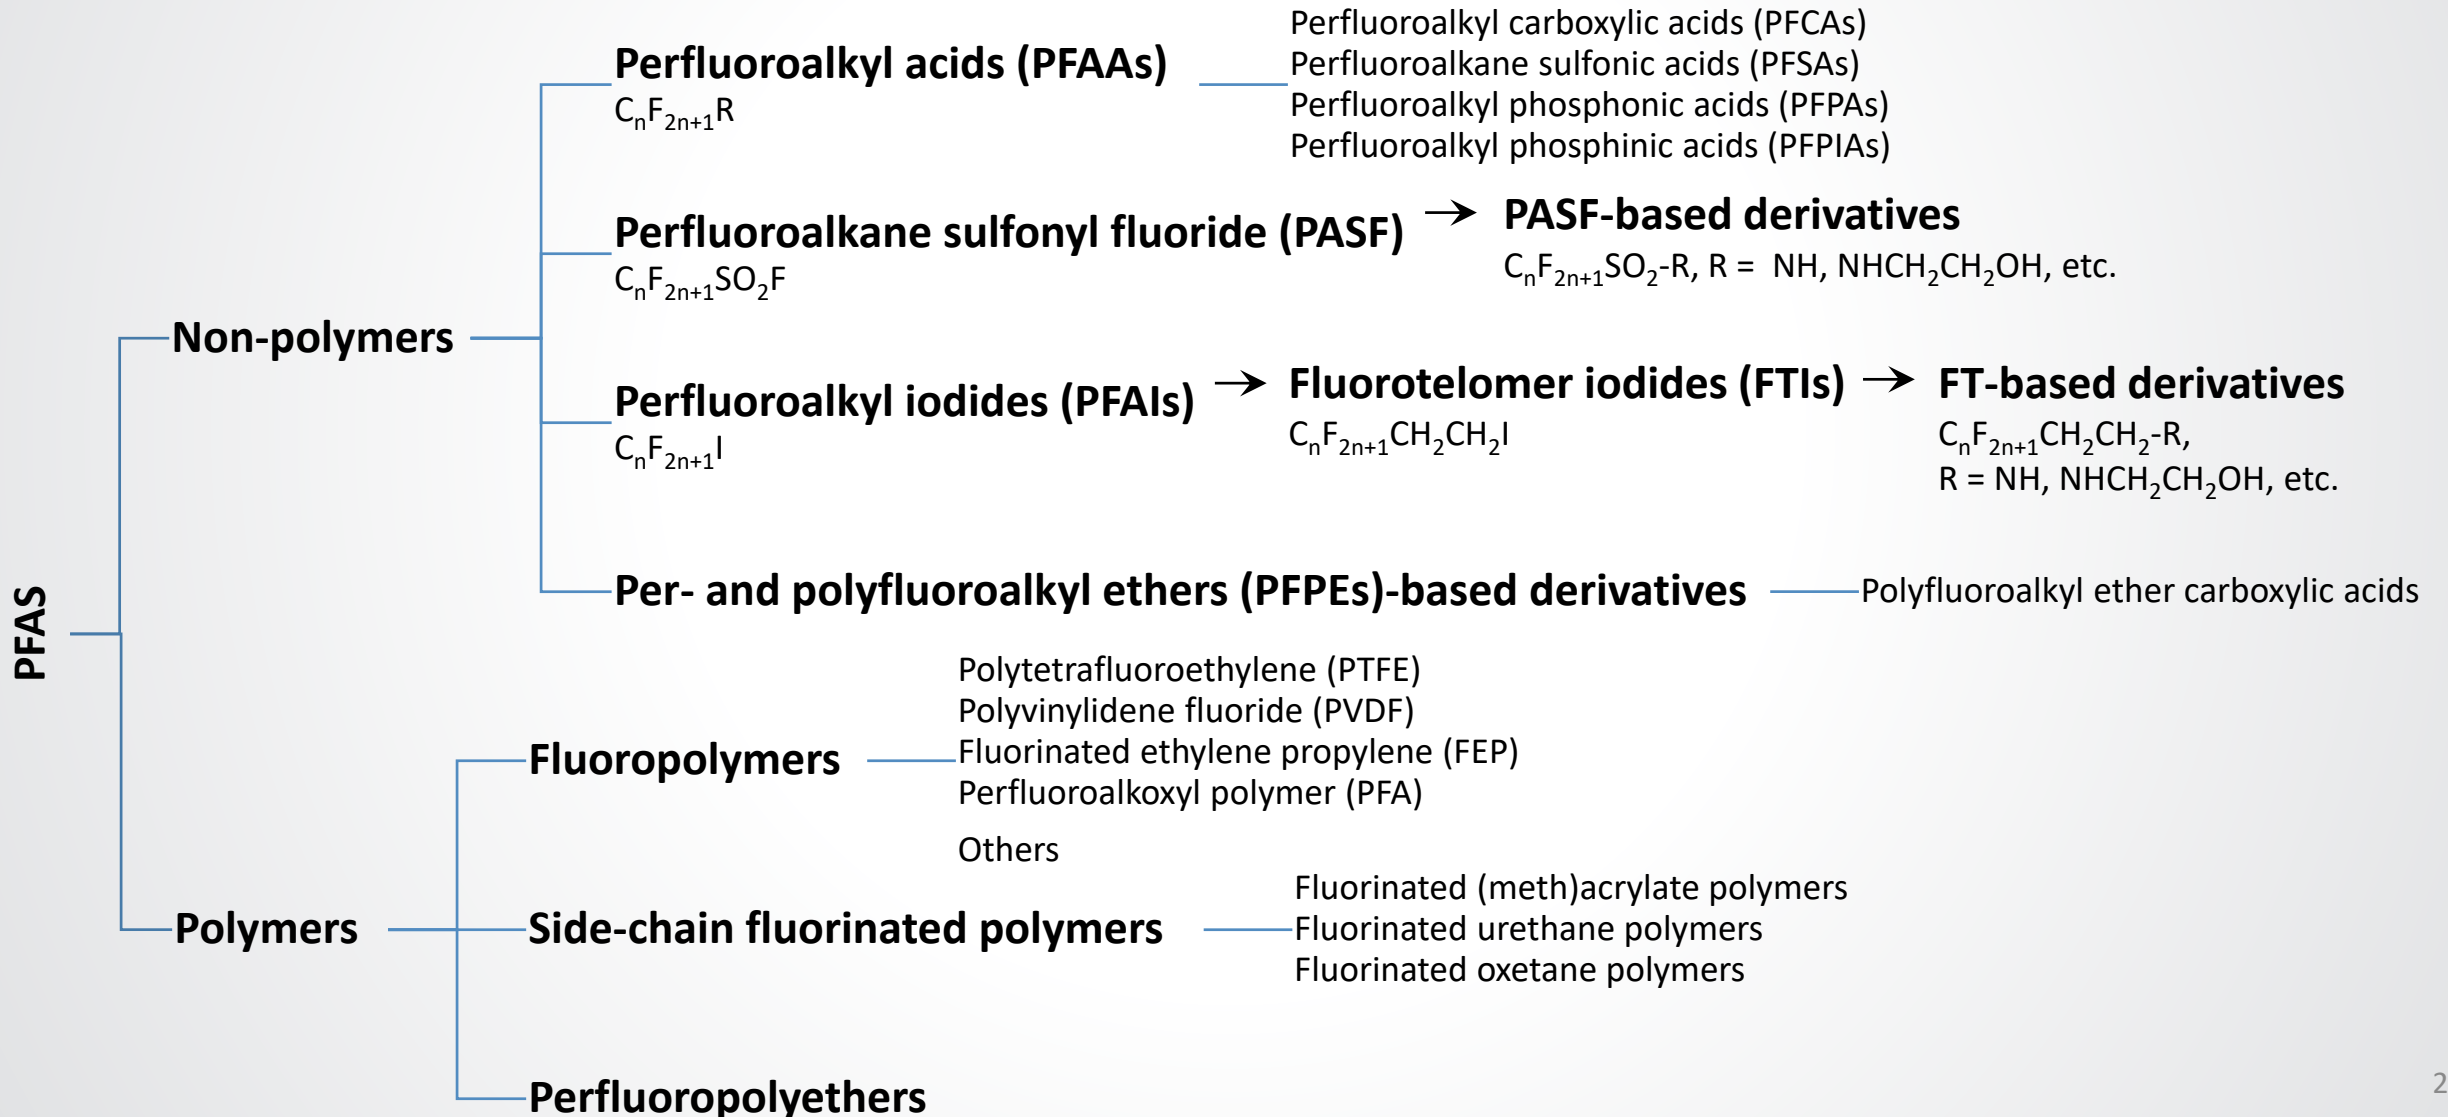 PFAS
Non-polymers
Perfluoroalkyl acids (PFAAs)
CₙF₂ₙ₊₁R
Perfluoroalkyl carboxylic acids (PFCAs)
Perfluoroalkane sulfonic acids (PFSAs)
Perfluoroalkyl phosphonic acids (PFPAs)
Perfluoroalkyl phosphinic acids (PFPIAs)
Perfluoroalkane sulfonyl fluoride (PASF)
CₙF₂ₙ₊₁SO₂F
→ PASF-based derivatives
CₙF₂ₙ₊₁SO₂-R, R = NH, NHCH₂CH₂OH, etc.
Perfluoroalkyl iodides (PFAIs)
CₙF₂ₙ₊₁I
→ Fluorotelomer iodides (FTIs)
CₙF₂ₙ₊₁CH₂CH₂I
→ FT-based derivatives
CₙF₂ₙ₊₁CH₂CH₂-R,
R = NH, NHCH₂CH₂OH, etc.
Per- and polyfluoroalkyl ethers (PFPEs)-based derivatives
Polyfluoroalkyl ether carboxylic acids
Polymers
Fluoropolymers
Polytetrafluoroethylene (PTFE)
Polyvinylidene fluoride (PVDF)
Fluorinated ethylene propylene (FEP)
Perfluoroalkoxyl polymer (PFA)
Others
Side-chain fluorinated polymers
Fluorinated (meth)acrylate polymers
Fluorinated urethane polymers
Fluorinated oxetane polymers
Perfluoropolyethers
2